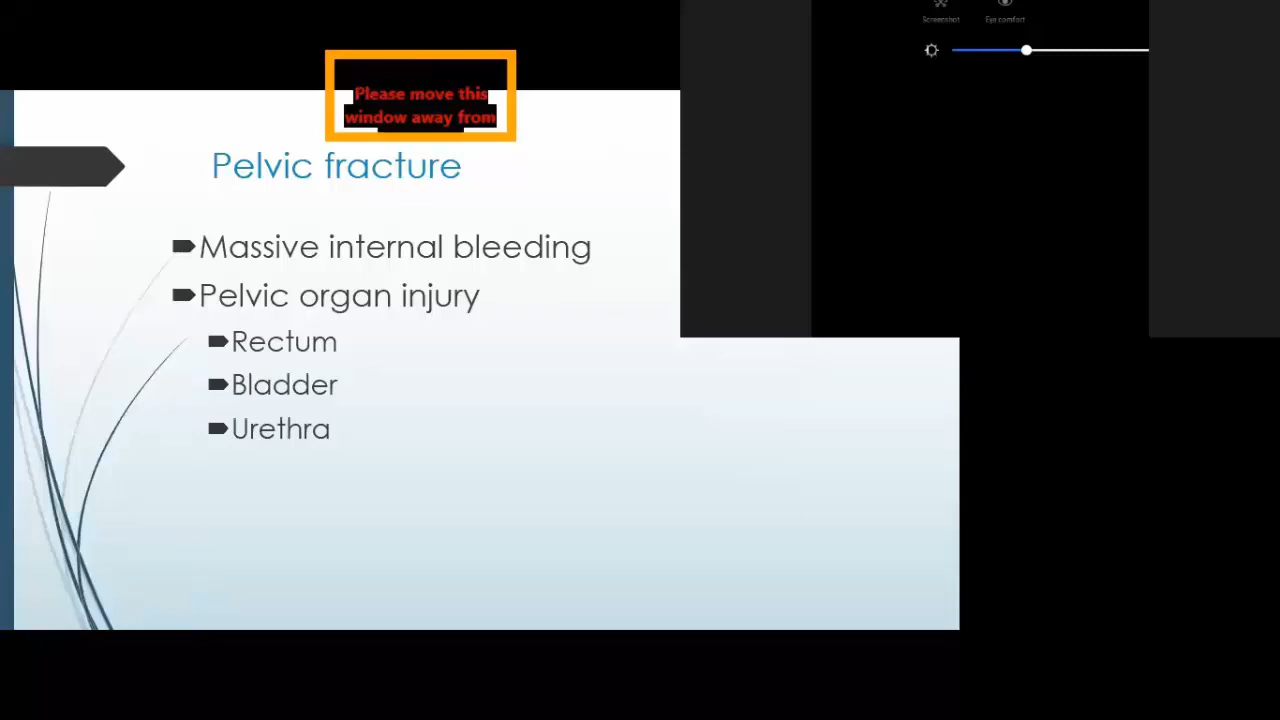 Screenshot Eye comfort
Please move this
window away from
Pelvic fracture
Massive internal bleeding
Pelvic organ injury
Rectum
Bladder
Urethra